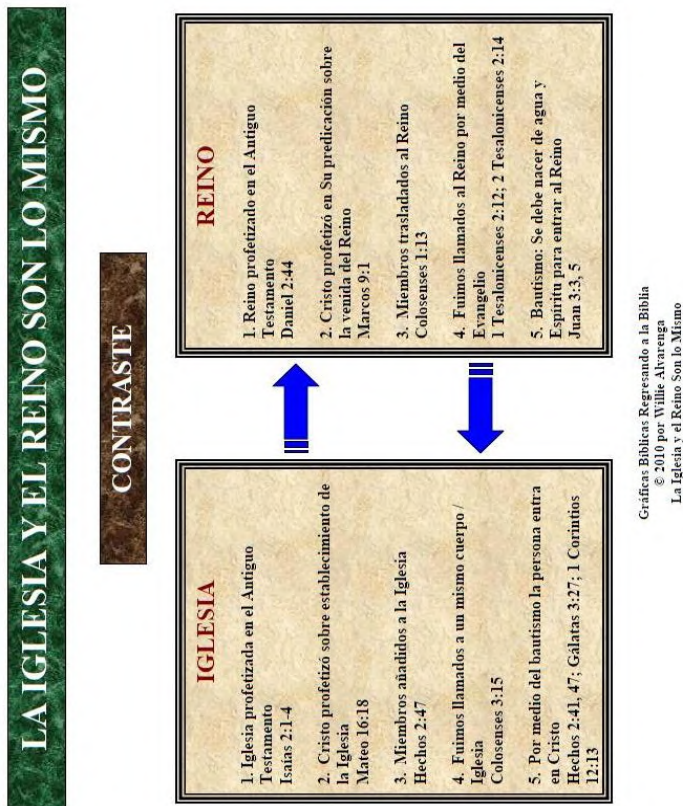 LA IGLESIA Y EL REINO SON LO MISMO
CONTRASTE
IGLESIA
1. Iglesia profetizada en el Antiguo
Testamento
Isaías 2:1-4
2. Cristo profetizó sobre establecimiento de
la Iglesia
Mateo 16:18
3. Miembros añadidos a la Iglesia
Hechos 2:47
4. Fuimos llamados a un mismo cuerpo /
Iglesia
Colosenses 3:15
5. Por medio del bautismo la persona entra
en Cristo
Hechos 2:41, 47; Gálatas 3:27; 1 Corintios
12:13
REINO
1. Reino profetizado en el Antiguo
Testamento
Daniel 2:44
2. Cristo profetizó en Su predicación sobre
la venida del Reino
Marcos 9:1
3. Miembros trasladados al Reino
Colosenses 1:13
4. Fuimos llamados al Reino por medio del
Evangelio
1 Tesalonicenses 2:12; 2 Tesalonicenses 2:14
5. Bautismo: Se debe nacer de agua y
Espíritu para entrar al Reino
Juan 3:3, 5
Gráficas Bíblicas Regresando a la Biblia
© 2010 por Willie Alvarenga
La Iglesia y el Reino Son lo Mismo